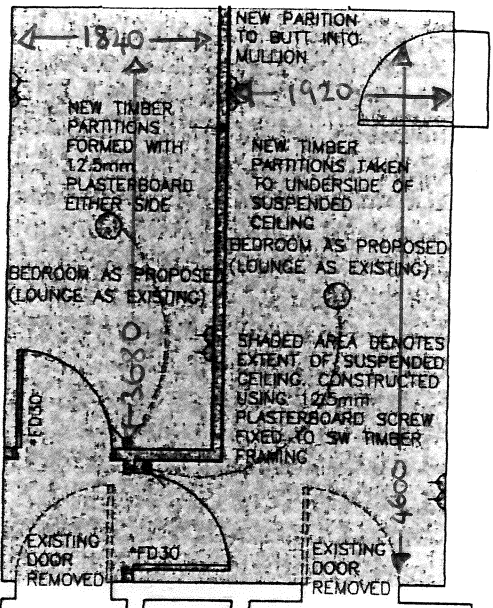 NEW PARITION
TO BUTT INTO
MULLION
1840
1920
NEW TIMBER
PARTITIONS
FORMED WITH
12.5mm
PLASTERBOARD
EITHER SIDE
NEW TIMBER
PARTITIONS TAKEN
TO UNDERSIDE OF
SUSPENDED
CEILING
BEDROOM AS PROPOSED
(LOUNGE AS EXISTING)
BEDROOM AS PROPOSED
(LOUNGE AS EXISTING)
3680
SHADED AREA DENOTES
EXTENT OF SUSPENDED
CEILING CONSTRUCTED
USING 12.5mm
PLASTERBOARD SCREW
FIXED TO SW TIMBER
FRAMING
*FD30
4600
EXISTING
DOOR
REMOVED
*FD30
EXISTING
DOOR
REMOVED